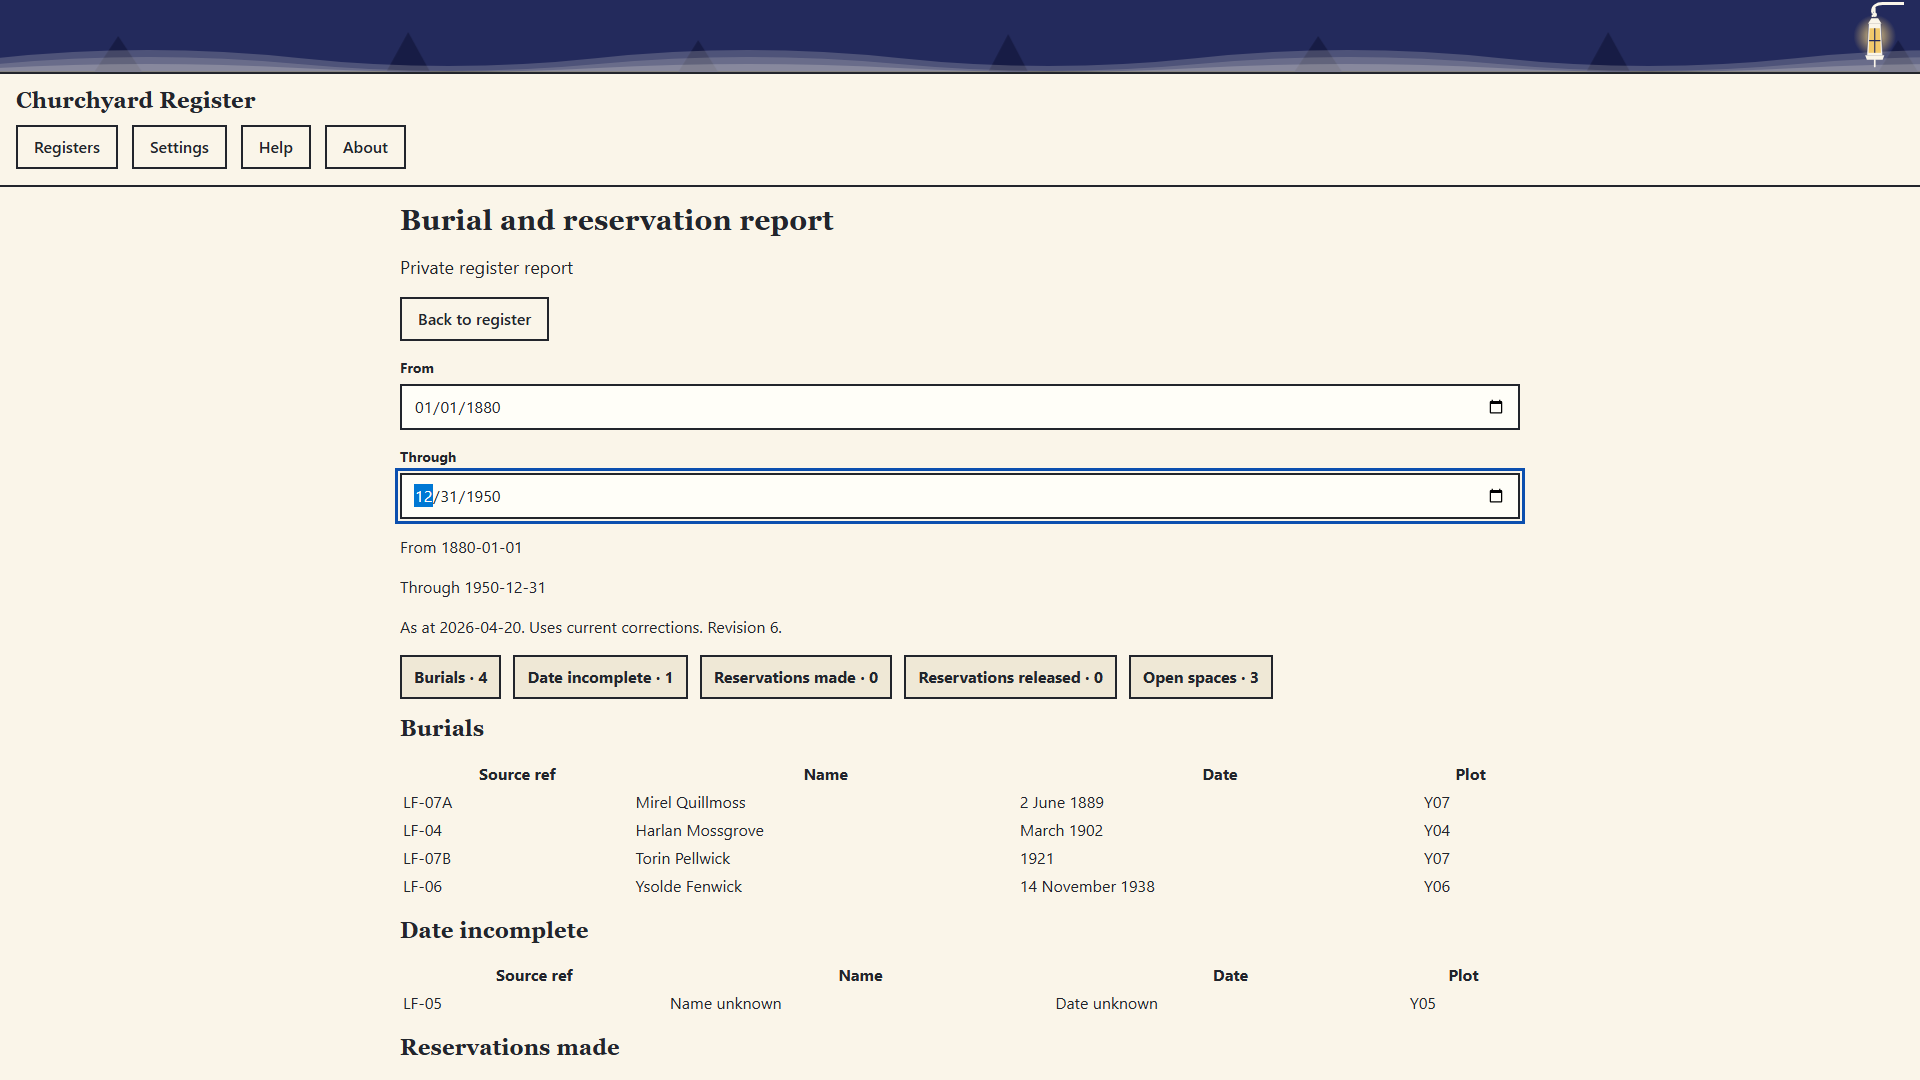 Churchyard Register
Registers Settings Help About
Burial and reservation report
Private register report
Back to register
From
01/01/1880
Through
12/31/1950
From 1880-01-01
Through 1950-12-31
As at 2026-04-20. Uses current corrections. Revision 6.
Burials · 4 Date incomplete · 1 Reservations made · 0 Reservations released · 0 Open spaces · 3
Burials
Source ref Name Date Plot
LF-07A Mirel Quillmoss 2 June 1889 Y07
LF-04 Harlan Mossgrove March 1902 Y04
LF-07B Torin Pellwick 1921 Y07
LF-06 Ysolde Fenwick 14 November 1938 Y06
Date incomplete
Source ref Name Date Plot
LF-05 Name unknown Date unknown Y05
Reservations made